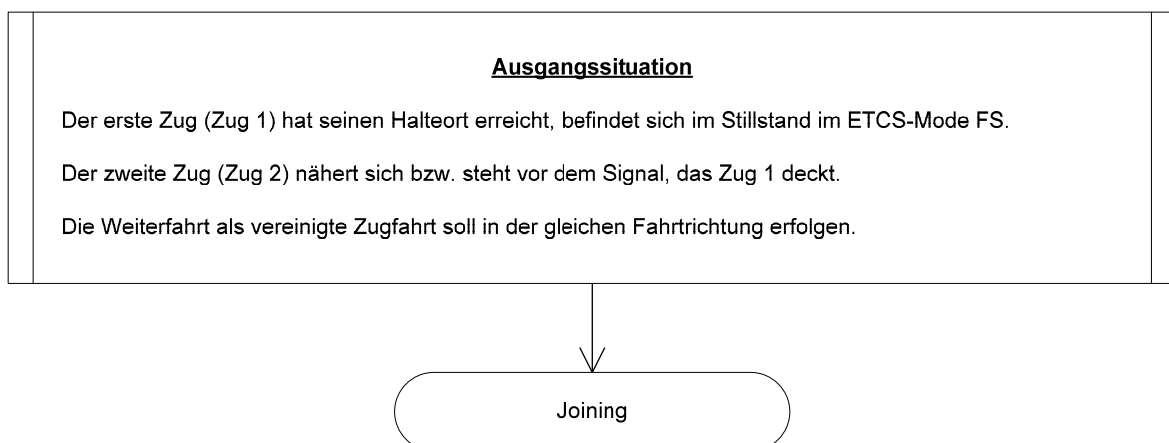 Ausgangssituation
Der erste Zug (Zug 1) hat seinen Halteort erreicht, befindet sich im Stillstand im ETCS-Mode FS.
Der zweite Zug (Zug 2) nähert sich bzw. steht vor dem Signal, das Zug 1 deckt.
Die Weiterfahrt als vereinigte Zugfahrt soll in der gleichen Fahrtrichtung erfolgen.
Joining